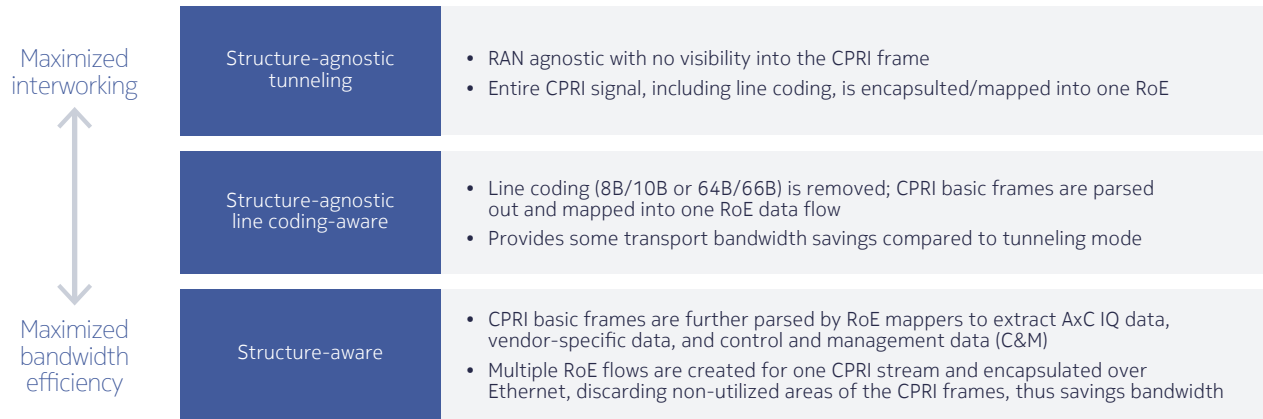 Maximized
interworking
Structure-agnostic
tunneling
• RAN agnostic with no visibility into the CPRI frame
• Entire CPRI signal, including line coding, is encapsulted/mapped into one RoE
Structure-agnostic
line coding-aware
• Line coding (8B/10B or 64B/66B) is removed; CPRI basic frames are parsed
out and mapped into one RoE data flow
• Provides some transport bandwidth savings compared to tunneling mode
Maximized
bandwidth
efficiency
Structure-aware
• CPRI basic frames are further parsed by RoE mappers to extract AxC IQ data,
vendor-specific data, and control and management data (C&M)
• Multiple RoE flows are created for one CPRI stream and encapsulated over
Ethernet, discarding non-utilized areas of the CPRI frames, thus savings bandwidth